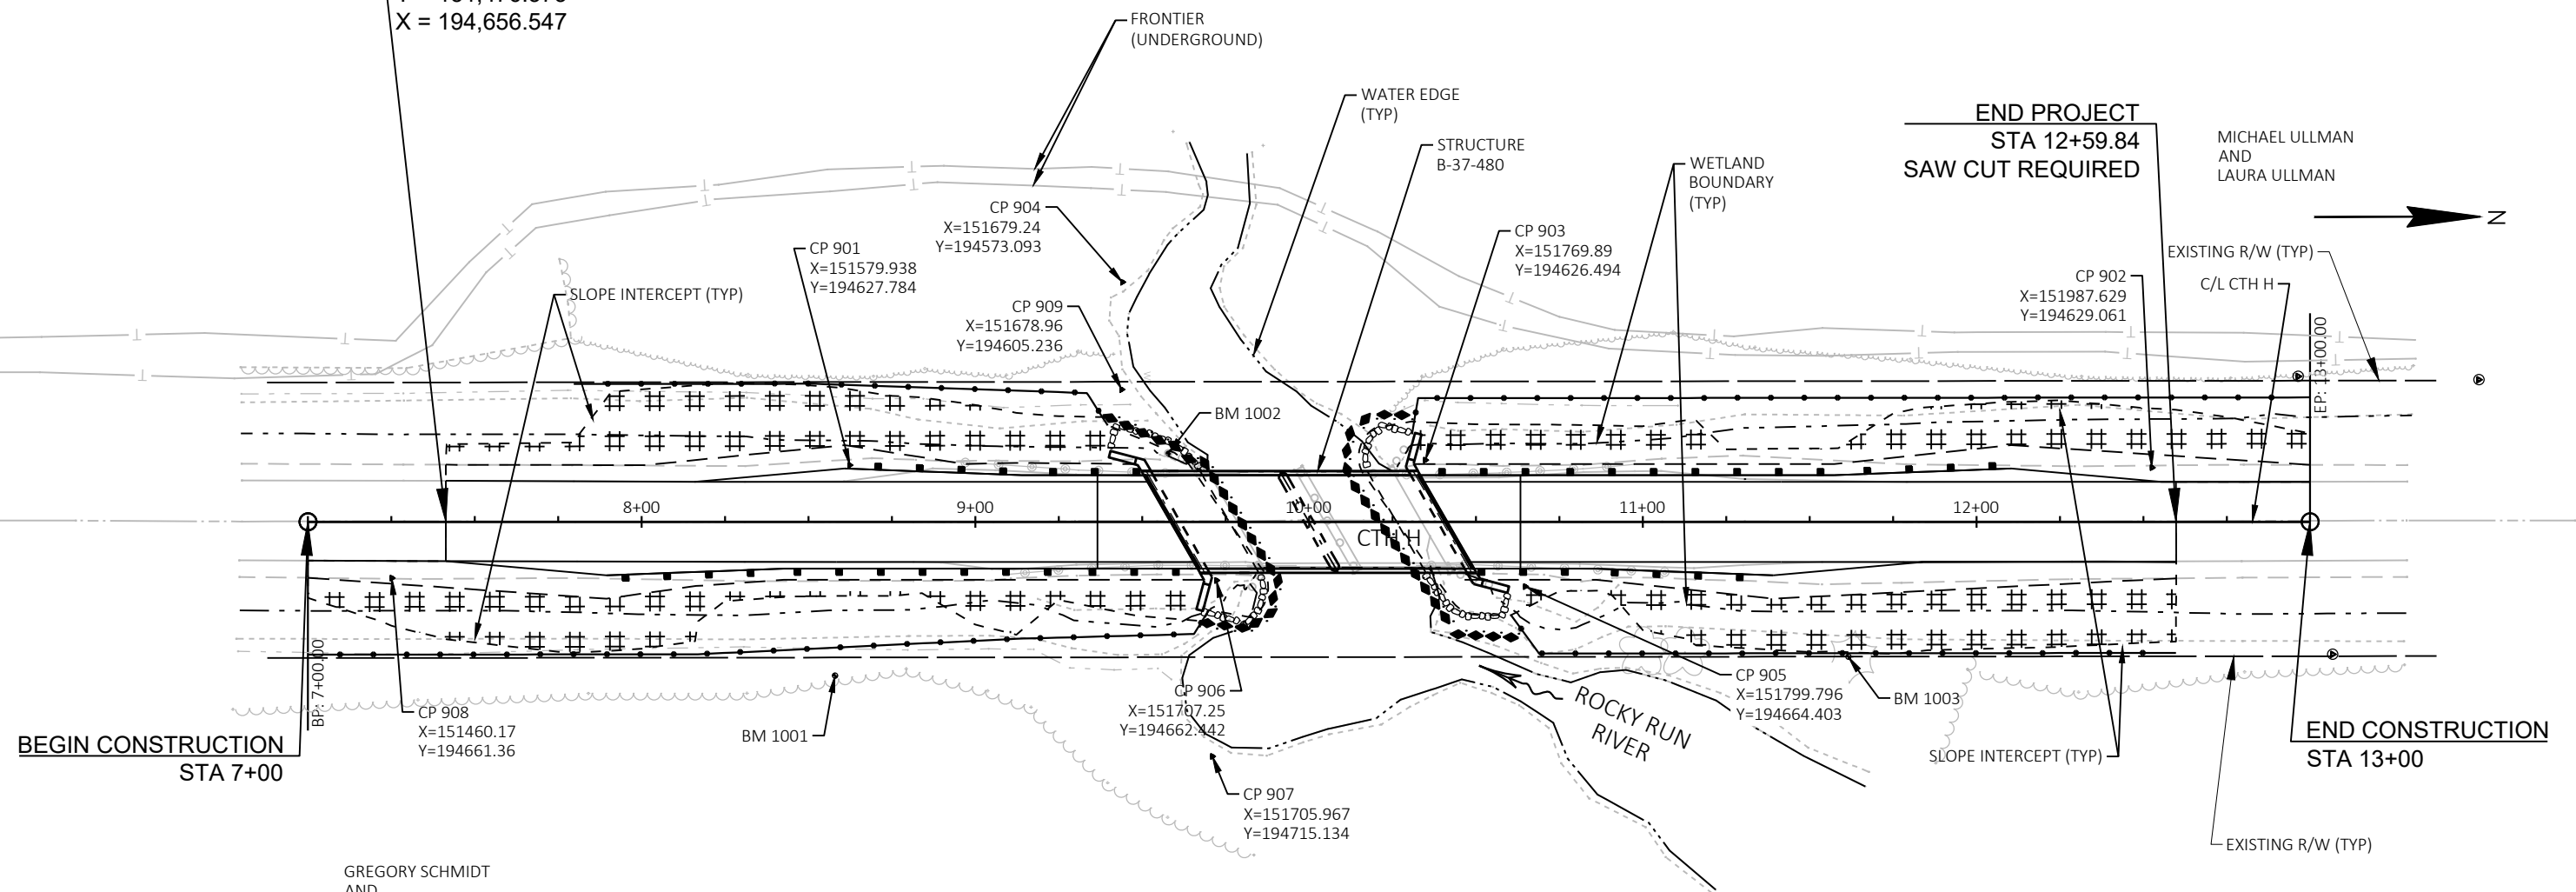 X = 194,656.547
FRONTIER
(UNDERGROUND)
WATER EDGE
(TYP)
STRUCTURE
B-37-480
WETLAND
BOUNDARY
(TYP)
END PROJECT
STA 12+59.84
SAW CUT REQUIRED
MICHAEL ULLMAN
AND
LAURA ULLMAN
N
CP 904
X=151679.24
Y=194573.093
CP 901
X=151579.938
Y=194627.784
CP 903
X=151769.89
Y=194626.494
EXISTING R/W (TYP)
C/L CTH H
CP 902
X=151987.629
Y=194629.061
SLOPE INTERCEPT (TYP)
CP 909
X=151678.96
Y=194605.236
EP: 13+00.00
BM 1002
8+00
9+00
10+00
11+00
12+00
CTH H
BP: 7+00.00
CP 908
X=151460.17
Y=194661.36
BM 1001
CP 906
X=151707.25
Y=194662.442
ROCKY RUN
RIVER
CP 905
X=151799.796
Y=194664.403
BM 1003
BEGIN CONSTRUCTION
STA 7+00
SLOPE INTERCEPT (TYP)
END CONSTRUCTION
STA 13+00
CP 907
X=151705.967
Y=194715.134
EXISTING R/W (TYP)
GREGORY SCHMIDT
AND